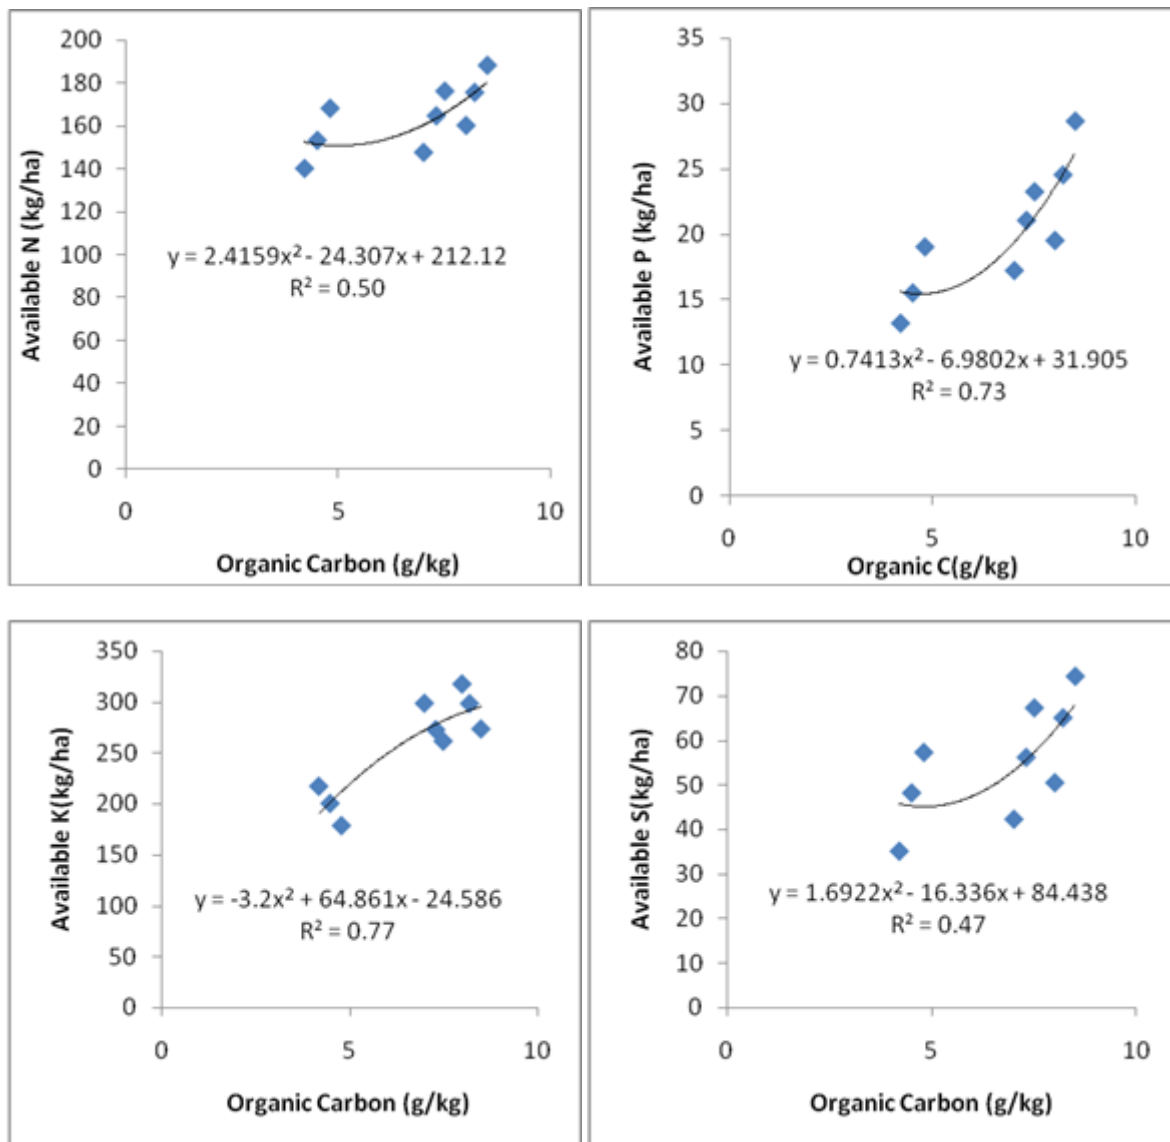 200
180
160
140
120
100
80
60
40
20
0
Available N (kg/ha)
y = 2.4159x² - 24.307x + 212.12
R² = 0.50
0 5 10
Organic Carbon (g/kg)
35
30
25
20
15
10
5
0
Available P (kg/ha)
y = 0.7413x² - 6.9802x + 31.905
R² = 0.73
0 5 10
Organic C(g/kg)
350
300
250
200
150
100
50
0
Available K(kg/ha)
y = -3.2x² + 64.861x - 24.586
R² = 0.77
0 5 10
Organic Carbon (g/kg)
80
70
60
50
40
30
20
10
0
Available S(kg/ha)
y = 1.6922x² - 16.336x + 84.438
R² = 0.47
0 5 10
Organic Carbon (g/kg)